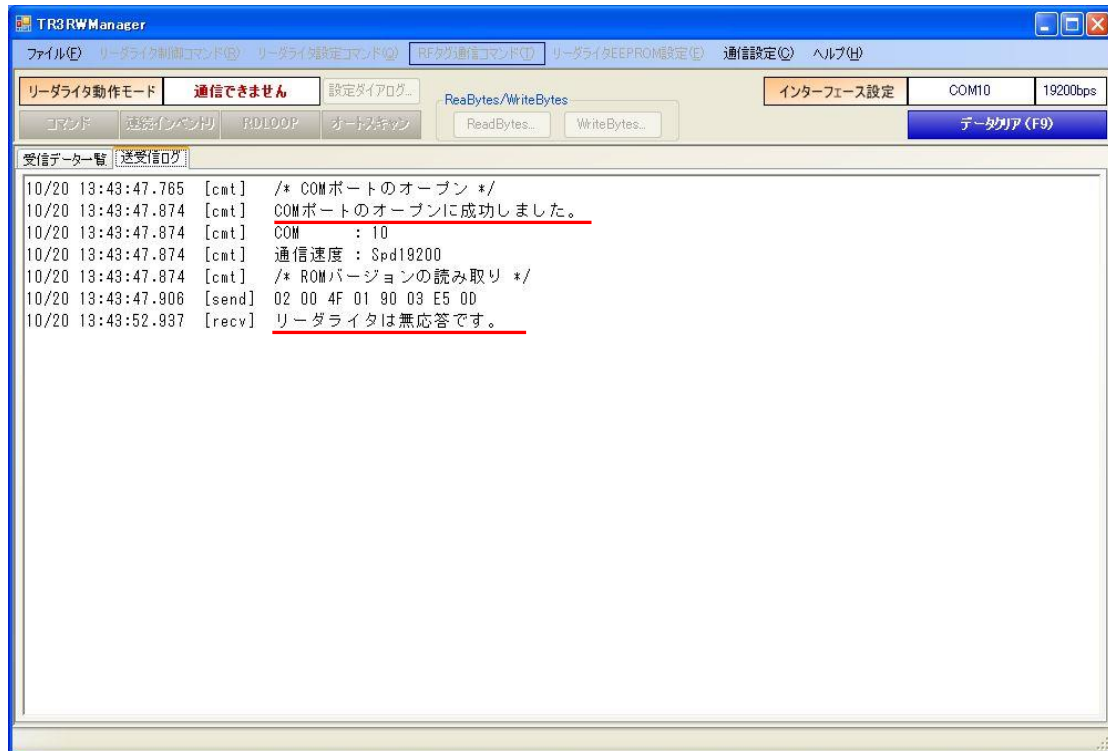 TR3RWManager
ファイル(F) リーダライタ制御コマンド(R) リーダライタ設定コマンド(Q) RFタグ通信コマンド(T) リーダライタEEPROM設定(E) 通信設定(C) ヘルプ(H)
リーダライタ動作モード 通信できません 設定ダイアログ... ReaBytes/WriteBytes インターフェース設定 COM10 19200bps
コマンド 連続インベントリ RDLOOP オートスキャン ReadBytes... WriteBytes... データクリア(F9)
受信データ一覧 送受信ログ
10/20 13:43:47.765 [cmt] /* COMポートのオープン */
10/20 13:43:47.874 [cmt] COMポートのオープンに成功しました。
10/20 13:43:47.874 [cmt] COM : 10
10/20 13:43:47.874 [cmt] 通信速度 : Spd19200
10/20 13:43:47.874 [cmt] /* ROMバージョンの読み取り */
10/20 13:43:47.906 [send] 02 00 4F 01 90 03 E5 0D
10/20 13:43:52.937 [recv] リーダライタは無応答です。